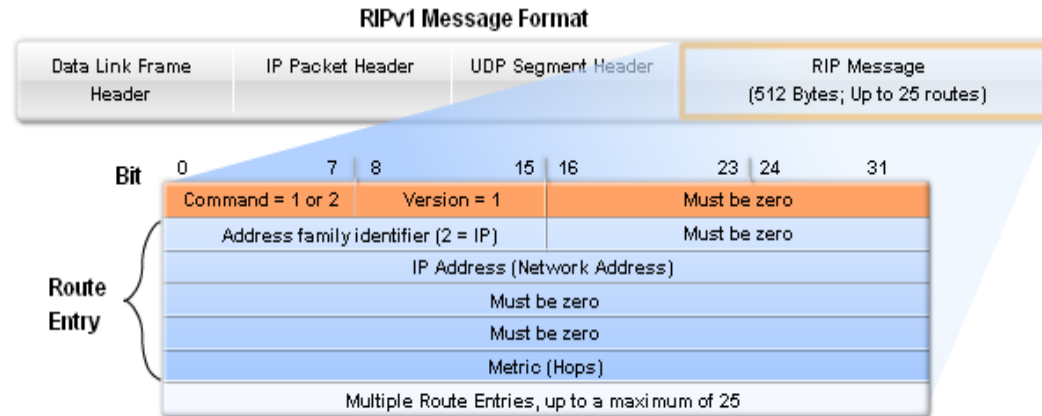 RIPv1 Message Format
Data Link Frame Header
IP Packet Header
UDP Segment Header
RIP Message
(512 Bytes; Up to 25 routes)
Bit 0 7 8 15 16 23 24 31
Command = 1 or 2 Version = 1 Must be zero
Address family identifier (2 = IP) Must be zero
IP Address (Network Address)
Route Entry
Must be zero
Must be zero
Metric (Hops)
Multiple Route Entries, up to a maximum of 25